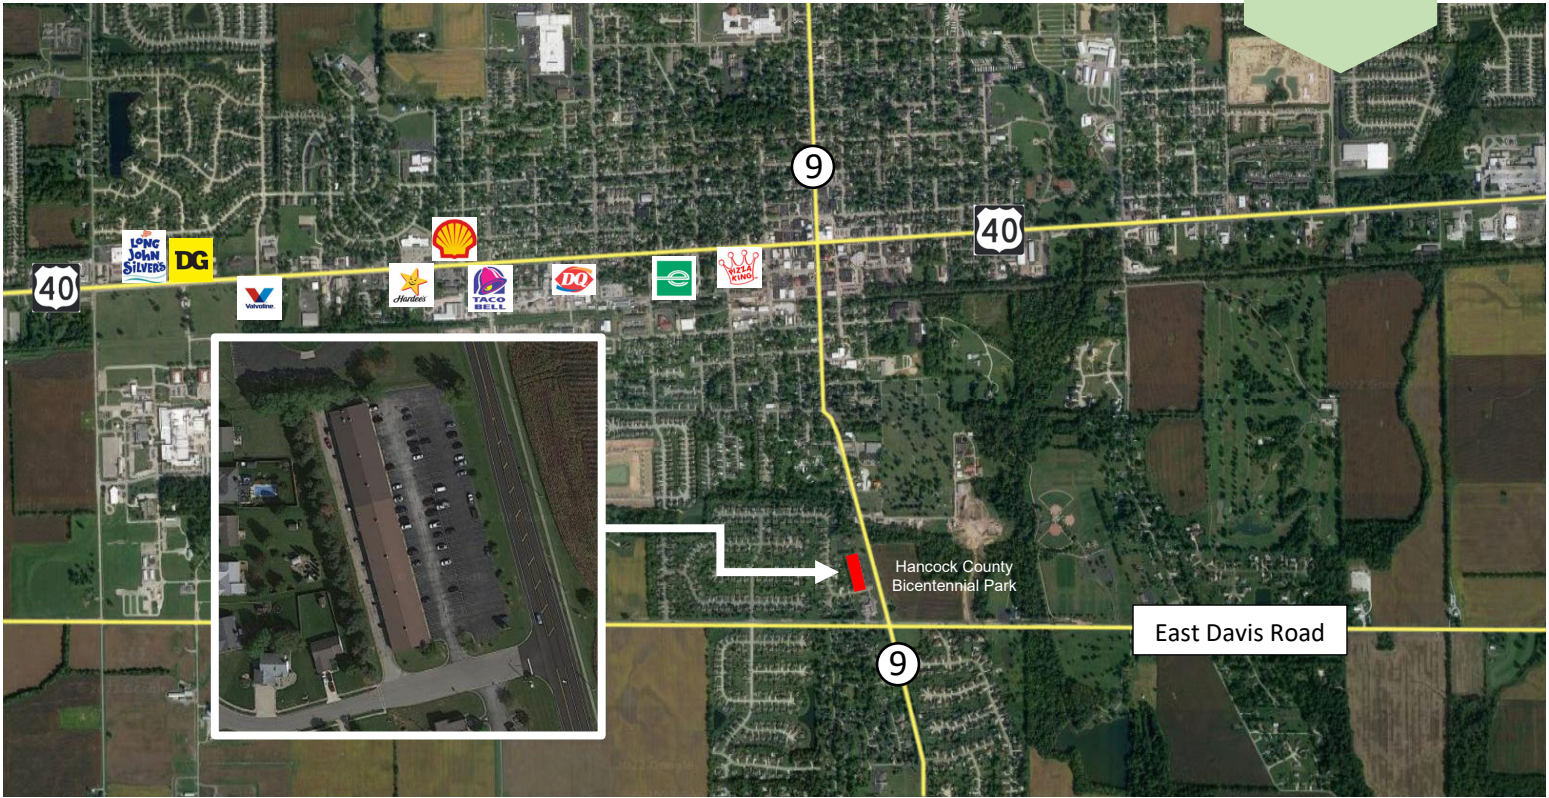 9
40
LONG
JOHN
SILVER'S
DG
40
Valvoline
Hardee's
TACO
BELL
DQ
e
PIZZA
KING
Hancock County
Bicentennial Park
East Davis Road
9